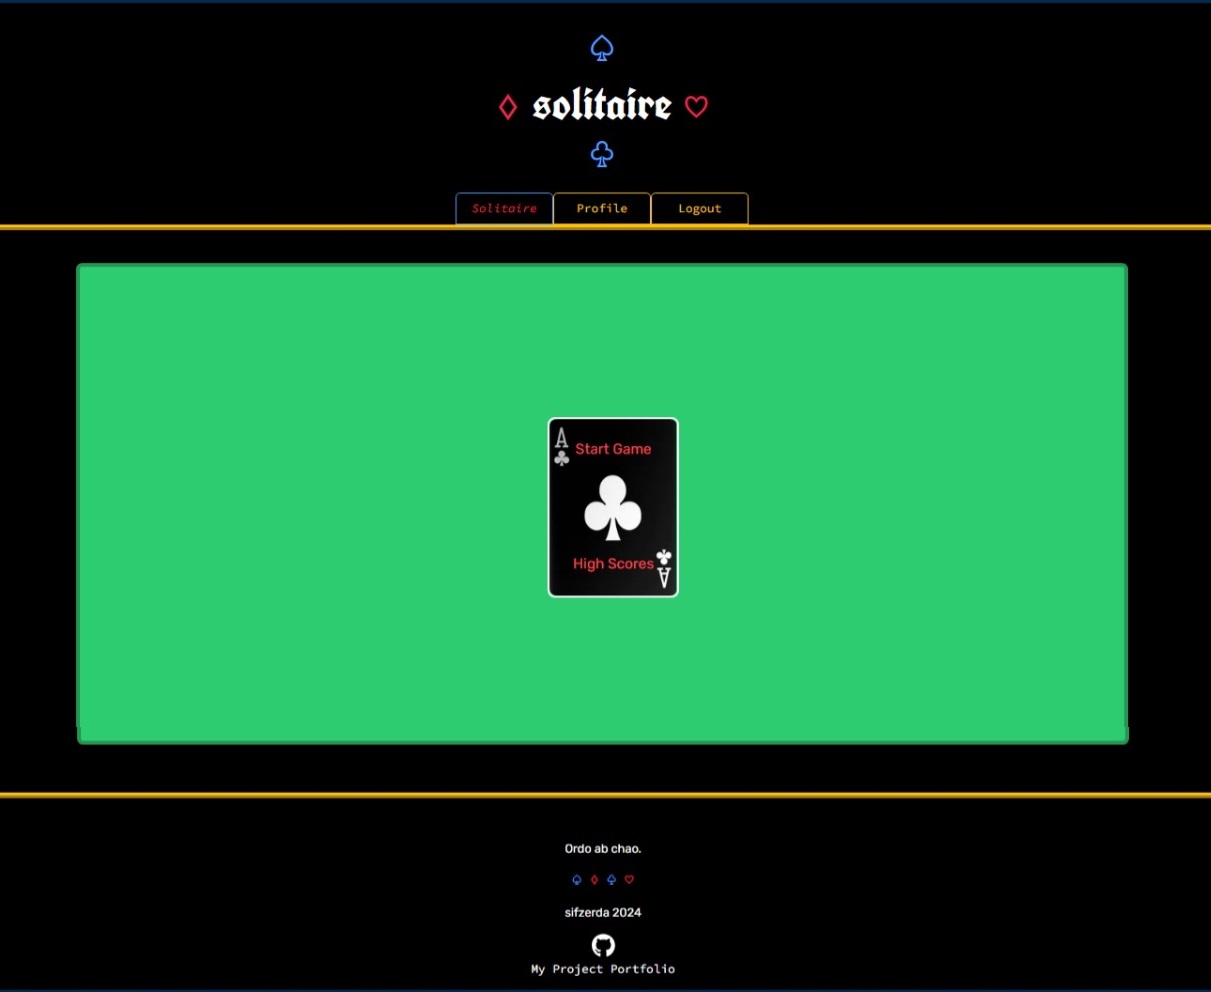 solitaire
Solitaire Profile Logout
A
Start Game
High Scores
A
Ordo ab chao.
sifzerda 2024
My Project Portfolio